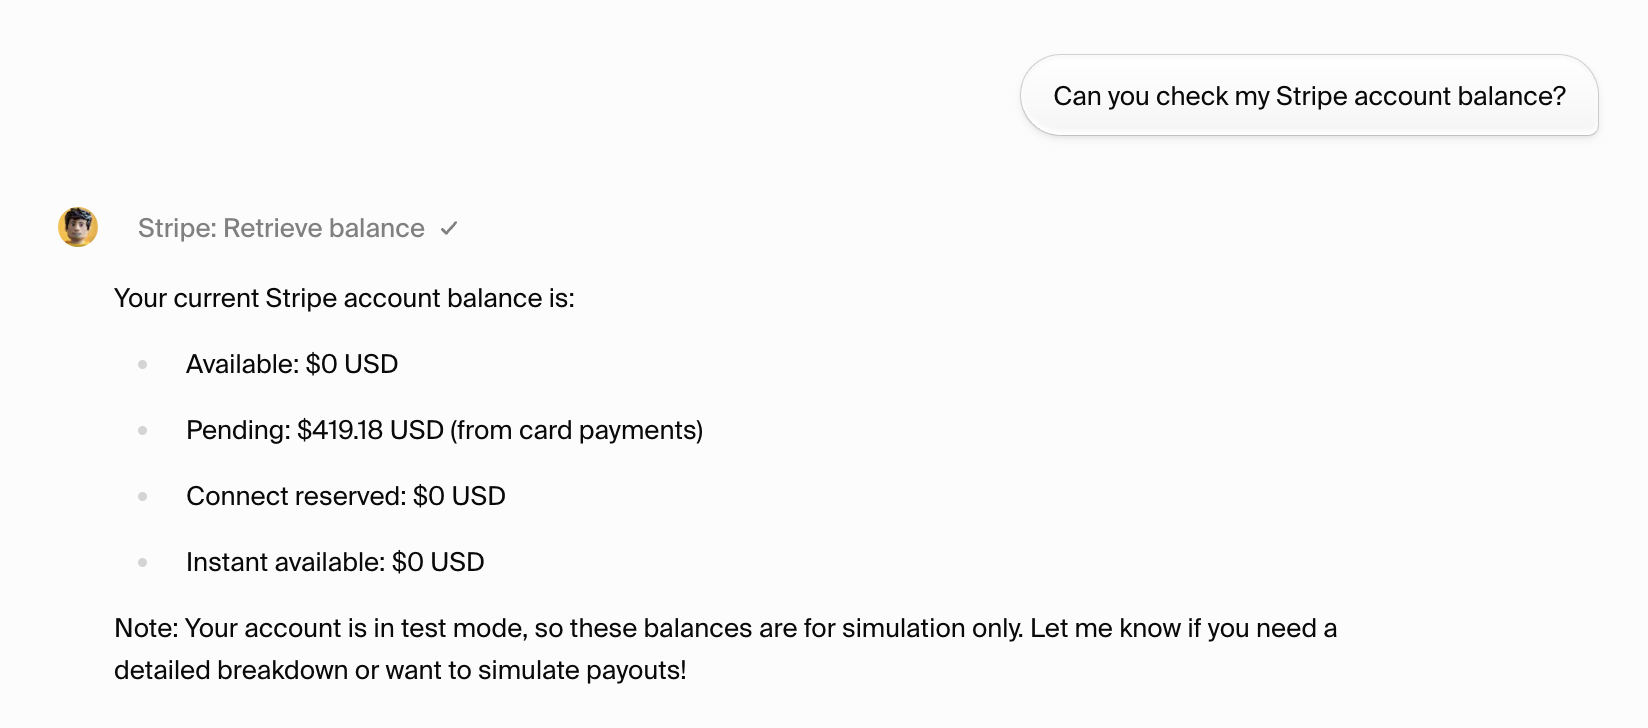 Can you check my Stripe account balance?
Stripe: Retrieve balance
Your current Stripe account balance is:
Available: $0 USD
Pending: $419.18 USD (from card payments)
Connect reserved: $0 USD
Instant available: $0 USD
Note: Your account is in test mode, so these balances are for simulation only. Let me know if you need a
detailed breakdown or want to simulate payouts!